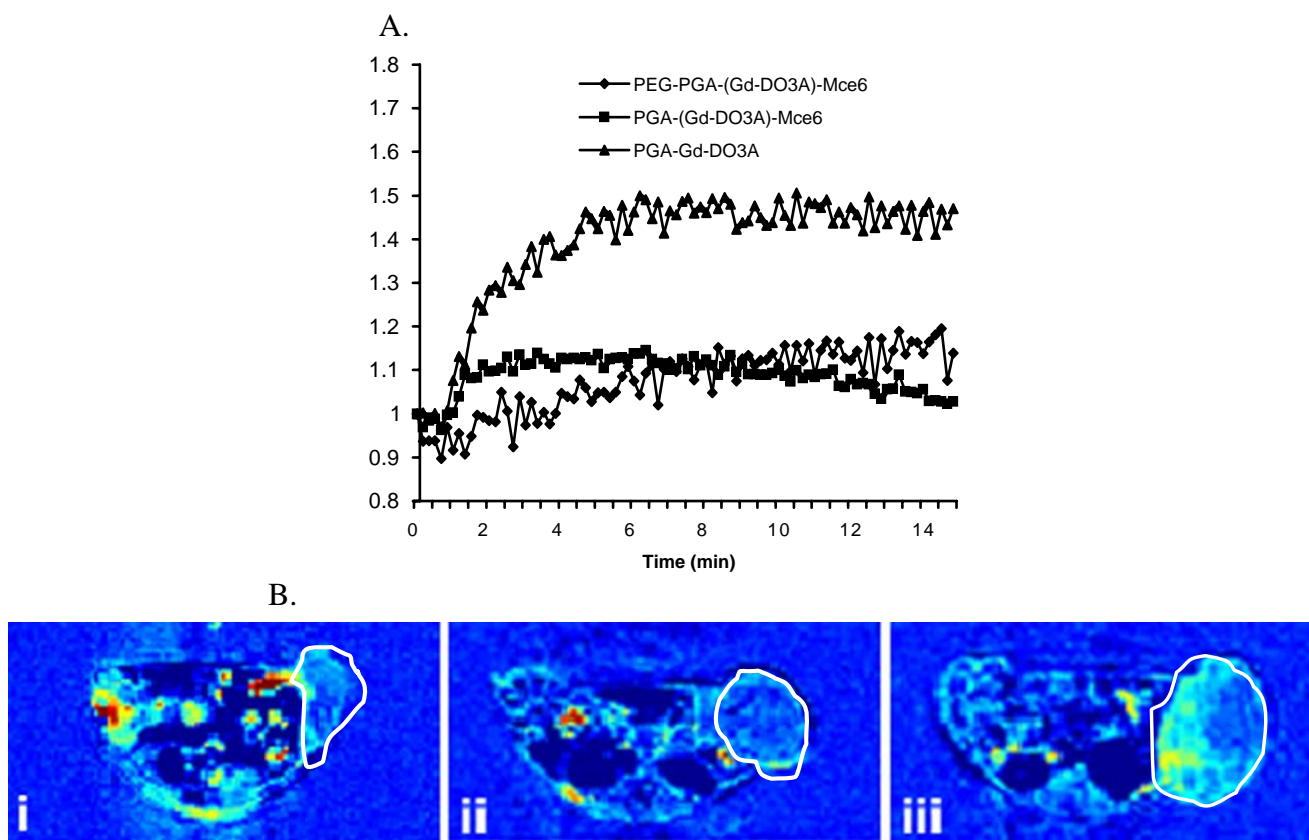 A.
1.8
1.7
1.6
1.5
1.4
1.3
1.2
1.1
1
0.9
0.8
PEG-PGA-(Gd-DO3A)-Mce6
PGA-(Gd-DO3A)-Mce6
PGA-Gd-DO3A
0 2 4 6 8 10 12 14
Time (min)
B.
i ii iii